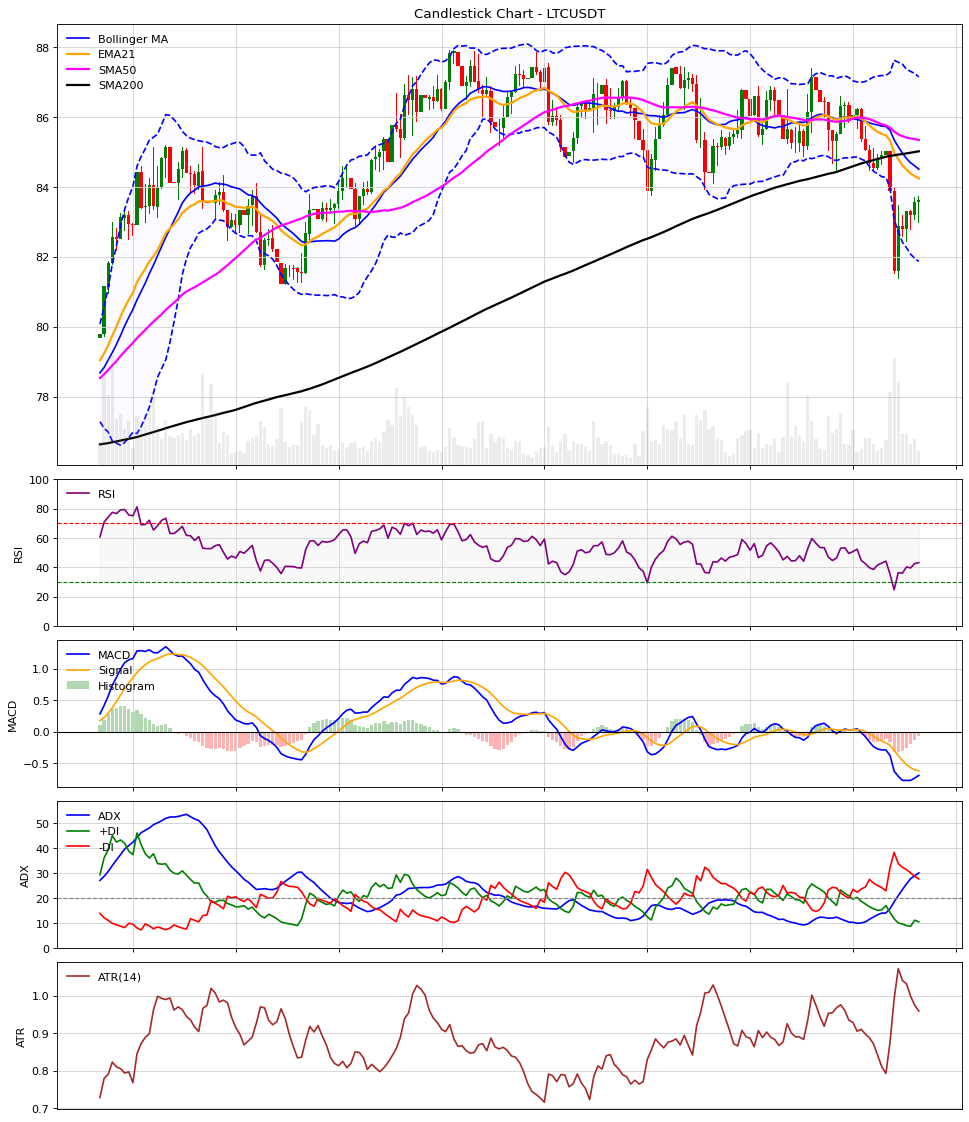 Candlestick Chart - LTCUSDT
Bollinger MA
EMA21
SMA50
SMA200
88
86
84
82
80
78
RSI
RSI
100
80
60
40
20
0
MACD
MACD
Signal
Histogram
1.0
0.5
0.0
−0.5
ADX
ADX
+DI
-DI
50
40
30
20
10
0
ATR
ATR(14)
1.0
0.9
0.8
0.7